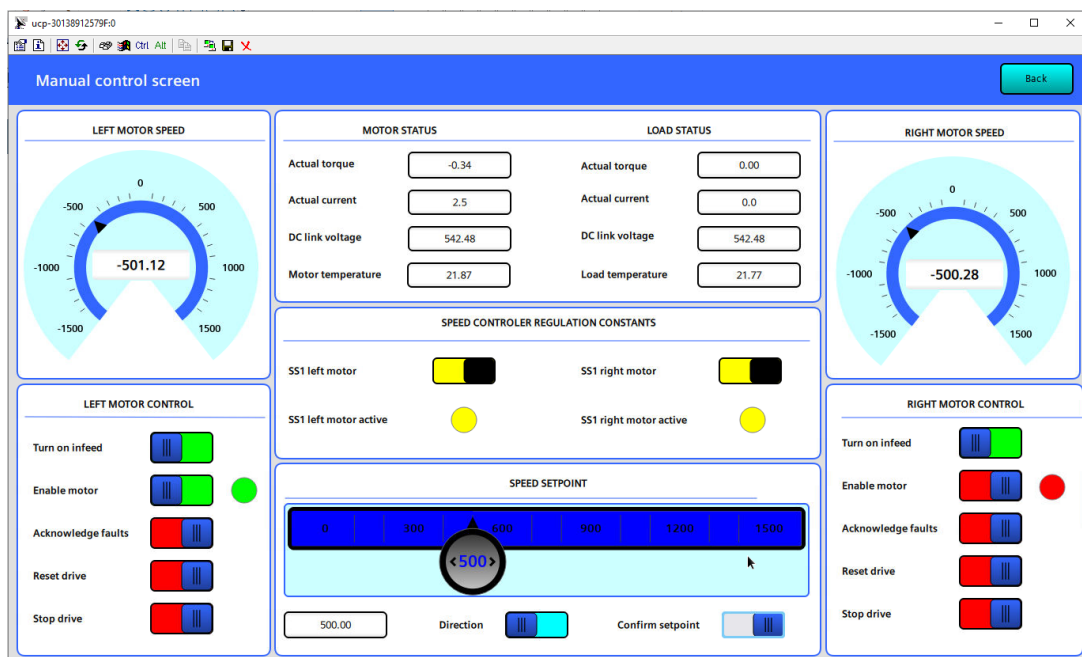 ucp-30138912579F:0
Ctrl Alt
Manual control screen
Back
LEFT MOTOR SPEED
0
-500 500
-1000 1000
-501.12
-1500 1500
MOTOR STATUS LOAD STATUS
Actual torque -0.34 Actual torque 0.00
Actual current 2.5 Actual current 0.0
DC link voltage 542.48 DC link voltage 542.48
Motor temperature 21.87 Load temperature 21.77
RIGHT MOTOR SPEED
0
-500 500
-1000 1000
-500.28
-1500 1500
SPEED CONTROLER REGULATION CONSTANTS
SS1 left motor SS1 right motor
SS1 left motor active SS1 right motor active
LEFT MOTOR CONTROL
Turn on infeed
Enable motor
Acknowledge faults
Reset drive
Stop drive
SPEED SETPOINT
0 300 600 900 1200 1500
<500>
500.00 Direction Confirm setpoint
RIGHT MOTOR CONTROL
Turn on infeed
Enable motor
Acknowledge faults
Reset drive
Stop drive